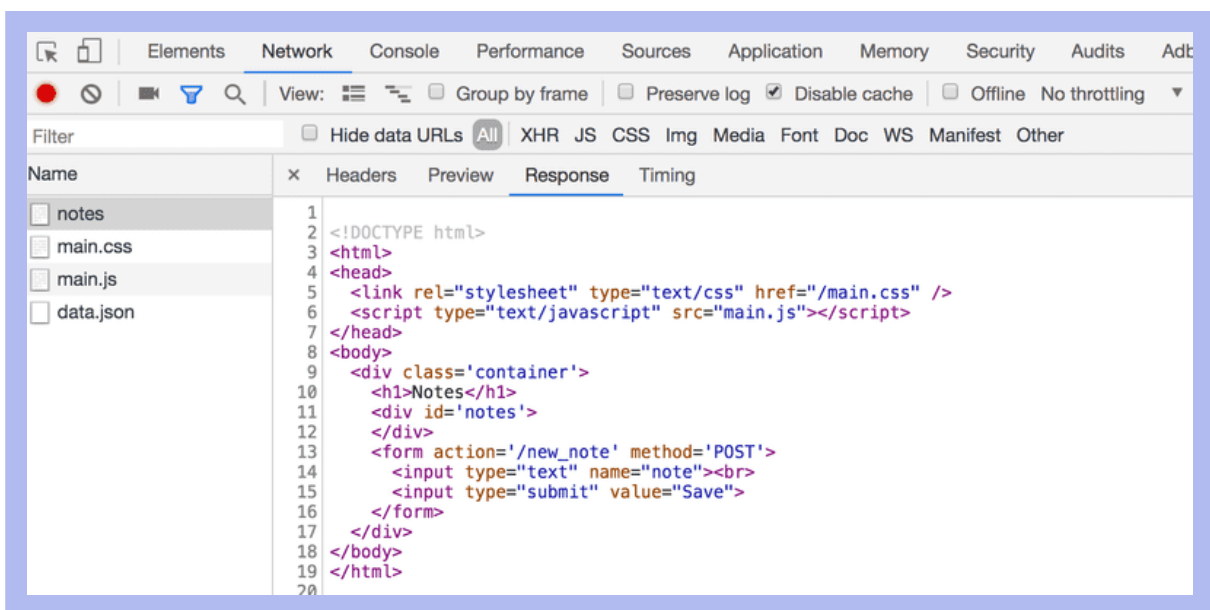 Elements Network Console Performance Sources Application Memory Security Audits Adb
View: Group by frame Preserve log Disable cache Offline No throttling
Filter Hide data URLs All XHR JS CSS Img Media Font Doc WS Manifest Other
Name × Headers Preview Response Timing
notes
main.css
main.js
data.json
1
2 <!DOCTYPE html>
3 <html>
4 <head>
5   <link rel="stylesheet" type="text/css" href="/main.css" />
6   <script type="text/javascript" src="main.js"></script>
7 </head>
8 <body>
9   <div class='container'>
10     <h1>Notes</h1>
11     <div id='notes'>
12     </div>
13     <form action='/new_note' method='POST'>
14       <input type="text" name="note"><br>
15       <input type="submit" value="Save">
16     </form>
17   </div>
18 </body>
19 </html>
20